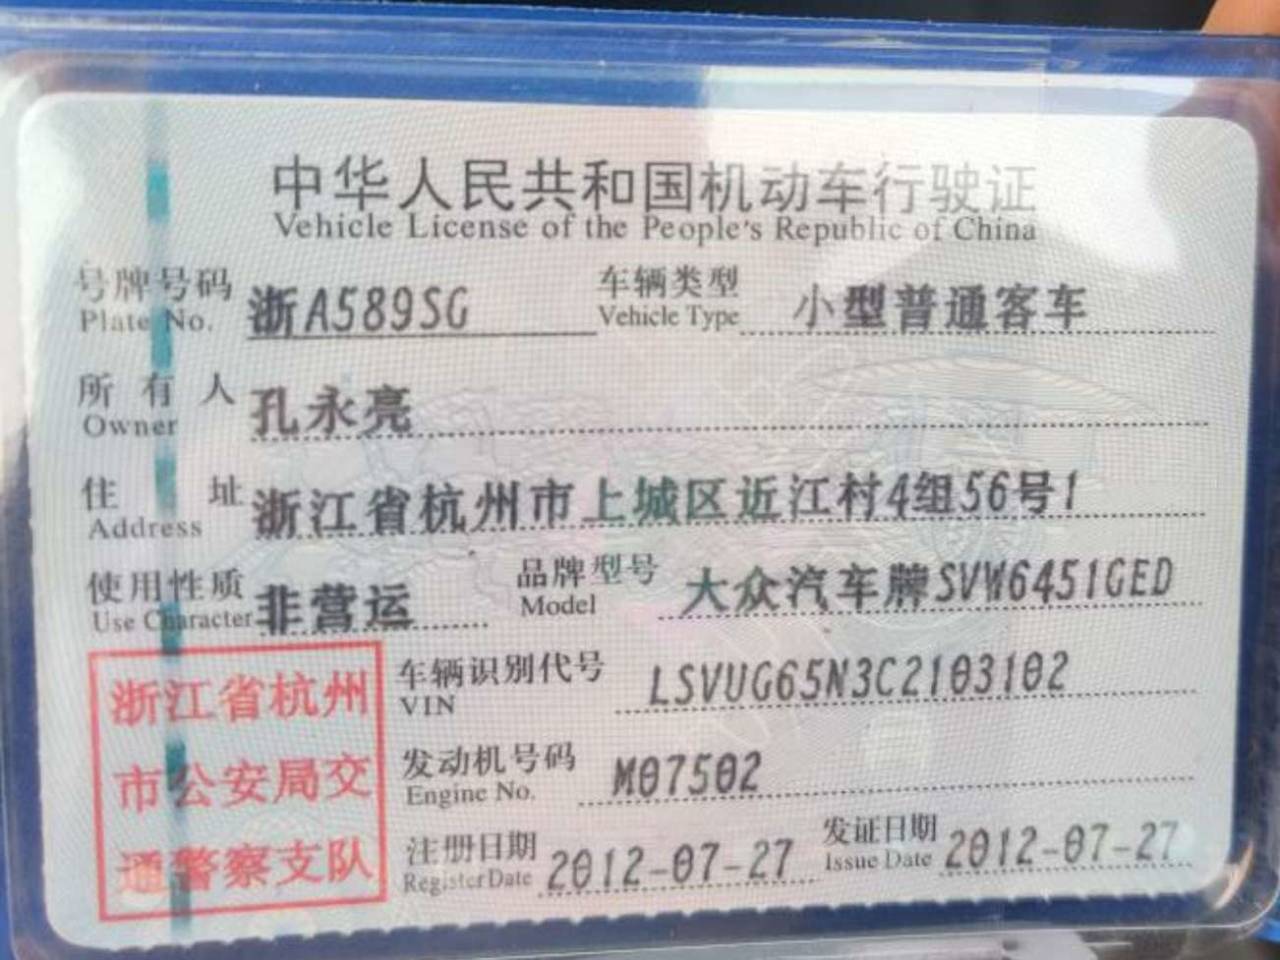 中华人民共和国机动车行驶证
Vehicle License of the People's Republic of China
号牌号码 浙A589SG 车辆类型 小型普通客车
Plate No. Vehicle Type
所有人 孔永亮
Owner
住址 浙江省杭州市上城区近江村4组56号1
Address
使用性质 非营运 品牌型号 大众汽车牌SVW6451GED
Use Character Model
浙江省杭州
市公安局交
通警察支队
车辆识别代号 LSVUG65N3C2103102
VIN
发动机号码 M07502
Engine No.
注册日期 2012-07-27 发证日期 2012-07-27
Register Date Issue Date